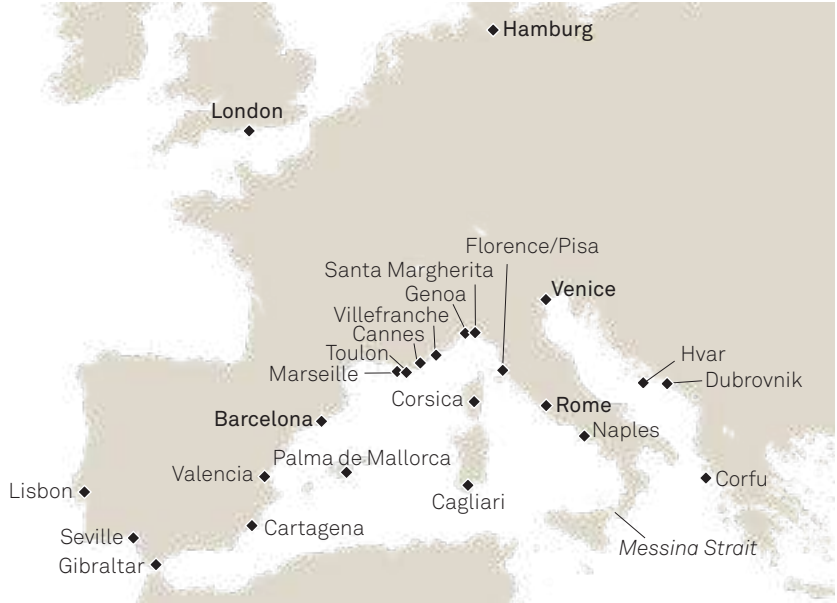 Hamburg
London
Florence/Pisa
Santa Margherita
Genoa
Venice
Villefranche
Cannes
Toulon
Marseille
Hvar
Dubrovnik
Corsica
Rome
Barcelona
Naples
Palma de Mallorca
Valencia
Corfu
Lisbon
Cagliari
Cartagena
Seville
Messina Strait
Gibraltar